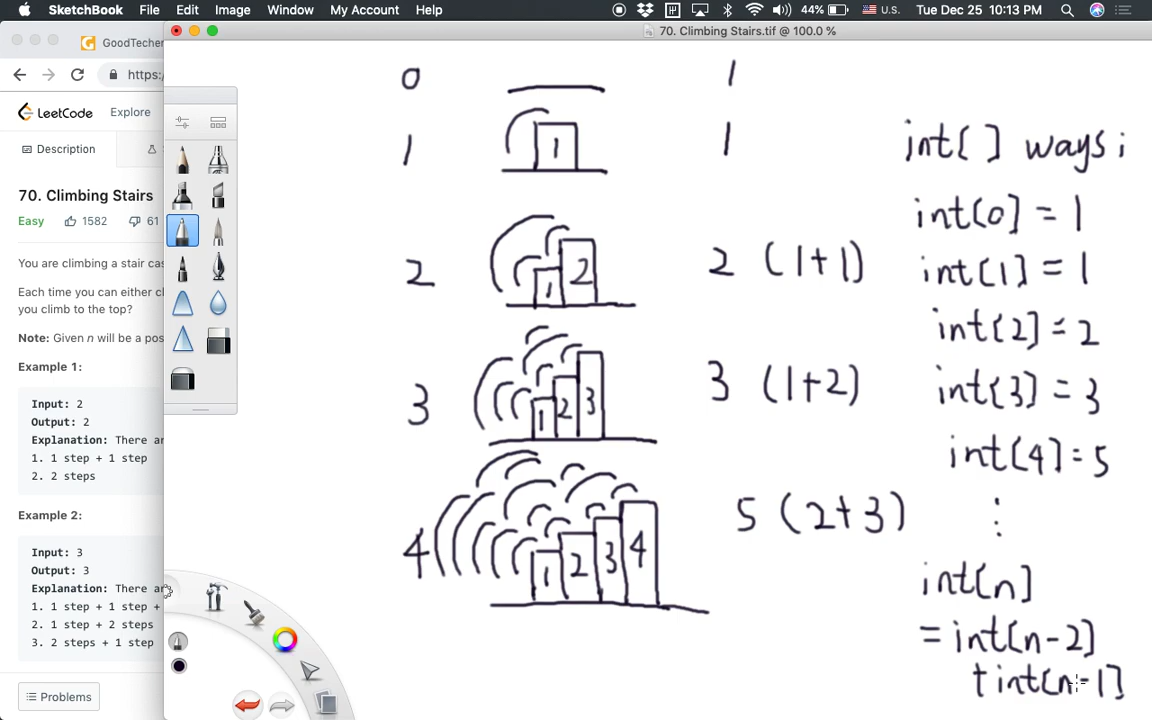 SketchBook File Edit Image Window My Account Help 44% U.S. Tue Dec 25 10:13 PM
70. Climbing Stairs.tif @ 100.0 %
GoodTecher
https:/
LeetCode Explore
Description
70. Climbing Stairs
Easy 1582 61
You are climbing a stair cas
Each time you can either cl
you climb to the top?
Note: Given n will be a pos
Example 1:
Input: 2
Output: 2
Explanation: There ar
1. 1 step + 1 step
2. 2 steps
Example 2:
Input: 3
Output: 3
Explanation: There ar
1. 1 step + 1 step +
2. 1 step + 2 steps
3. 2 steps + 1 step
Problems
0 1
1 1 1
2 1 2 2 (1+1)
3 1 2 3 3 (1+2)
4 1 2 3 4 5 (2+3)
int[ ] ways;
int[0] = 1
int[1] = 1
int[2] = 2
int[3] = 3
int[4] = 5
⋮
int[n]
= int[n-2]
+ int[n-1]